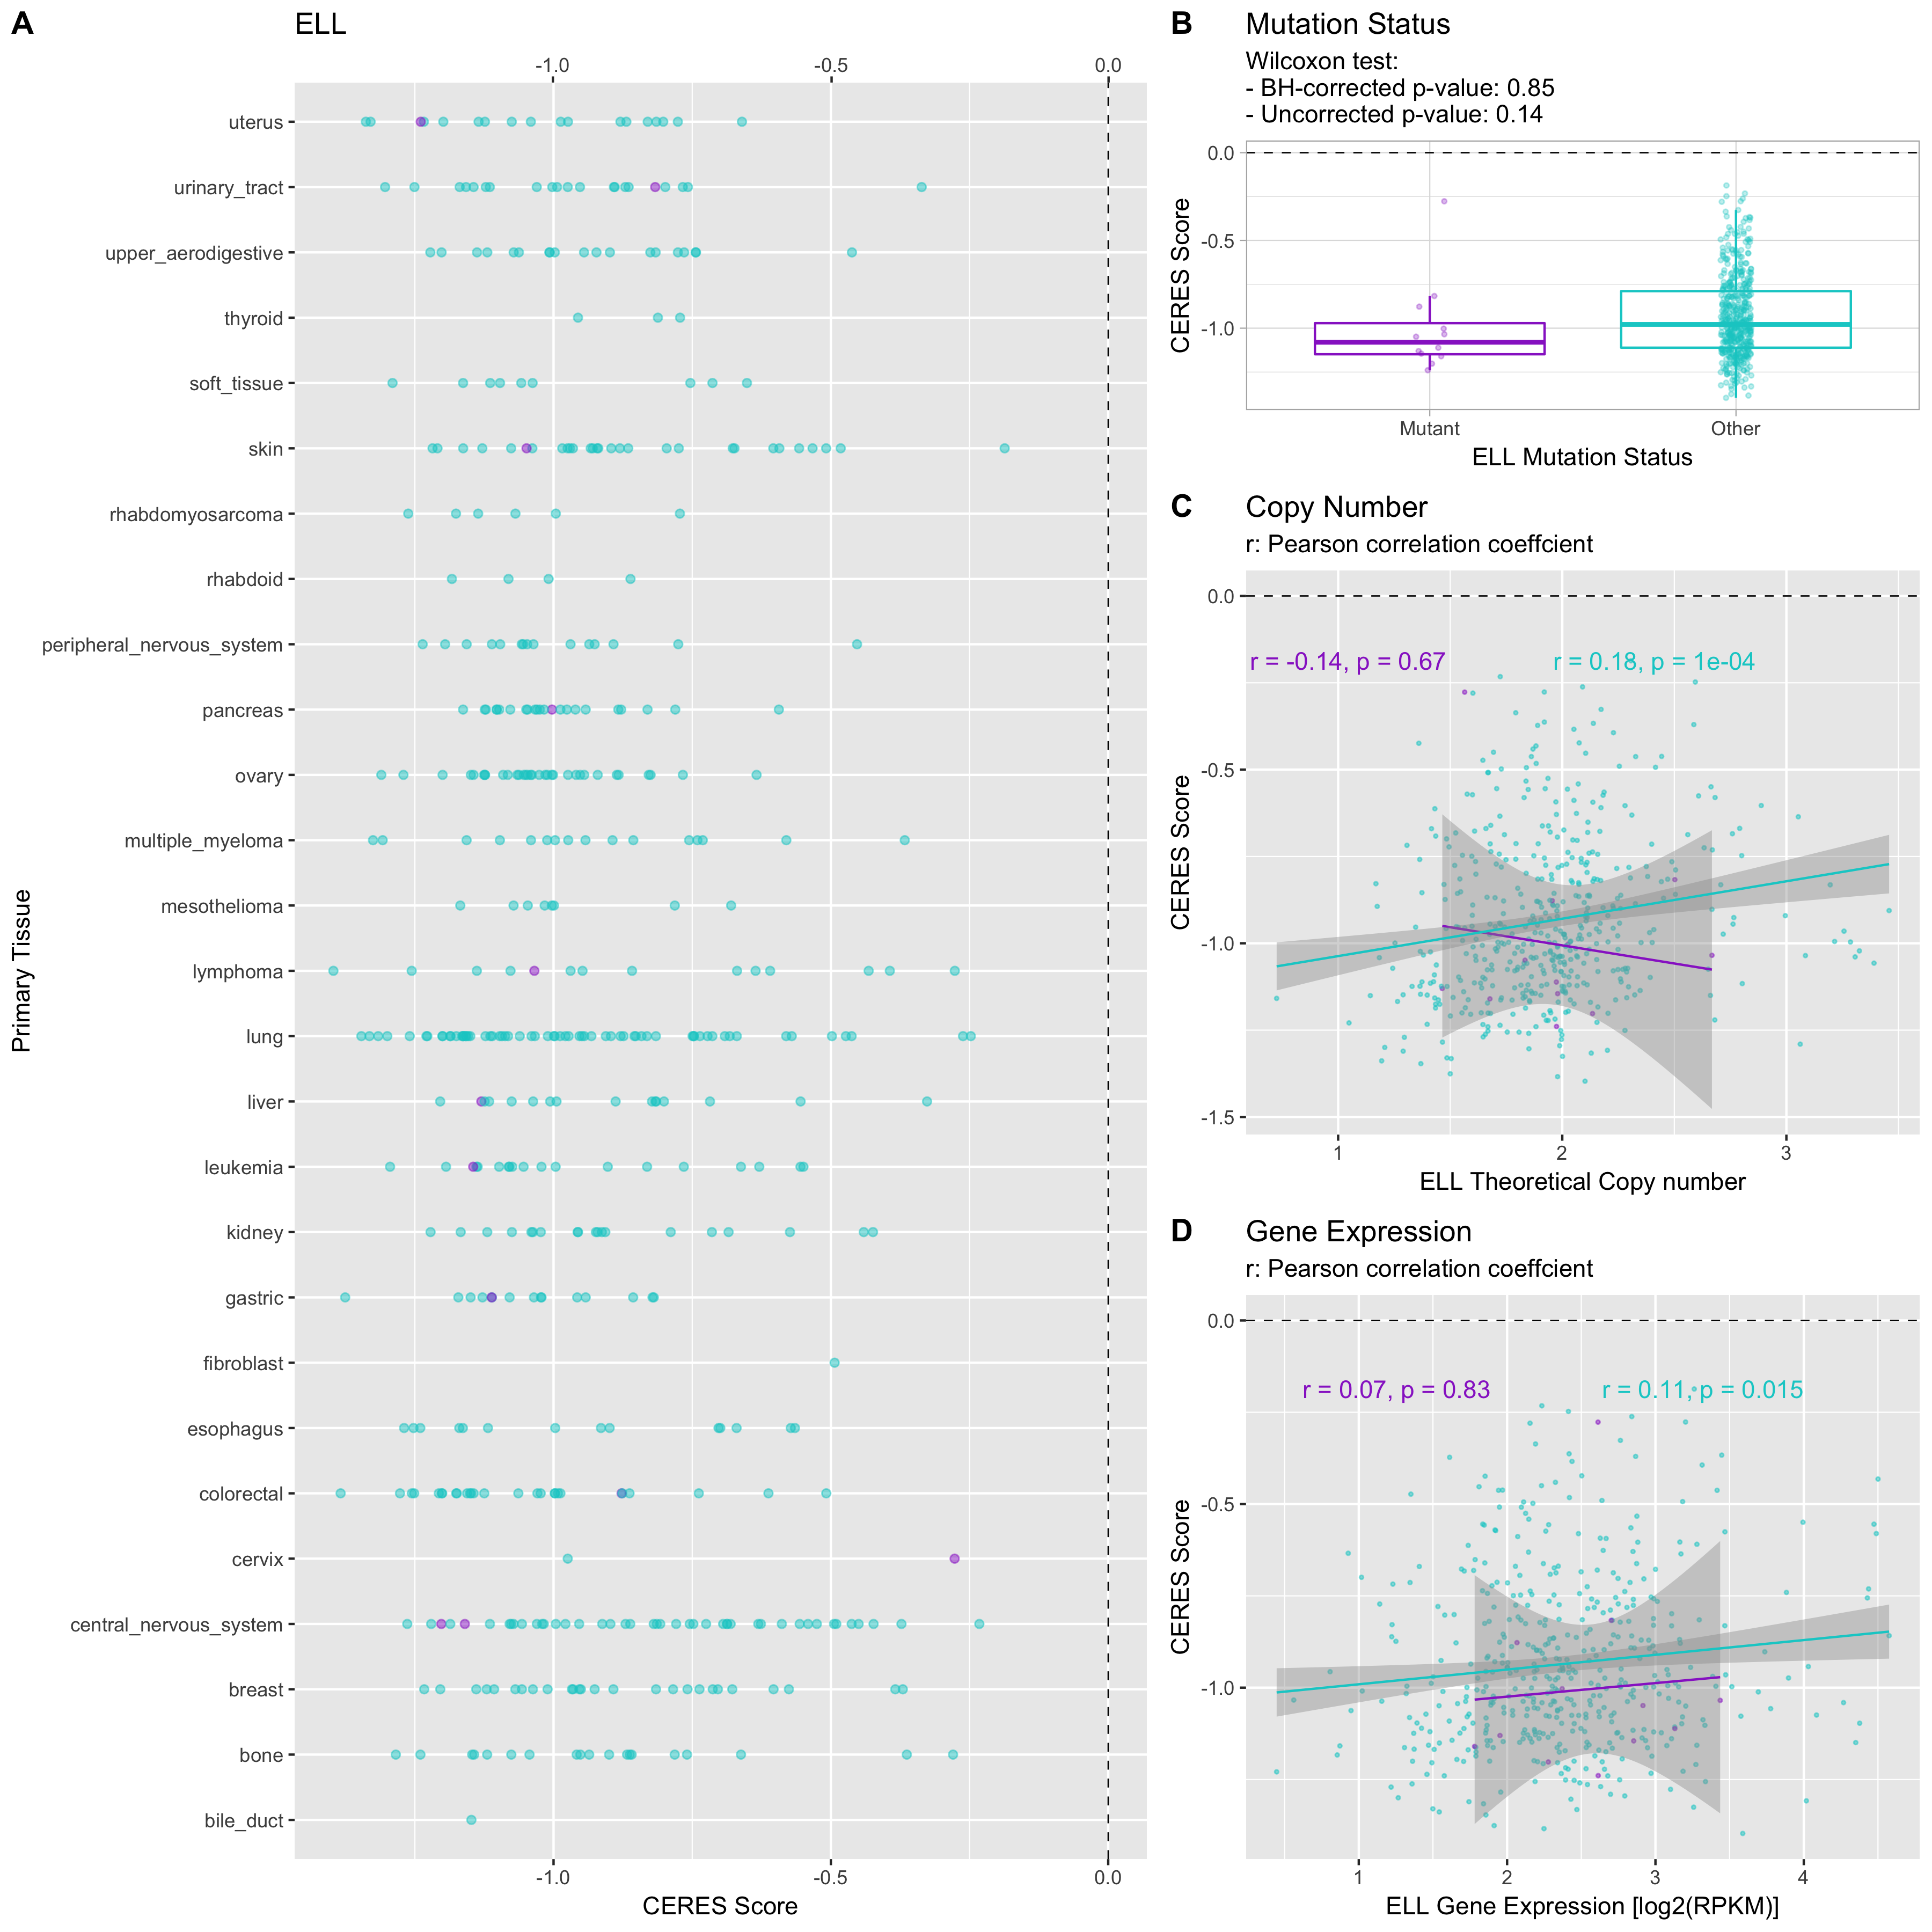 A
ELL
-1.0
-0.5
0.0
Primary Tissue
uterus
urinary_tract
upper_aerodigestive
thyroid
soft_tissue
skin
rhabdomyosarcoma
rhabdoid
peripheral_nervous_system
pancreas
ovary
multiple_myeloma
mesothelioma
lymphoma
lung
liver
leukemia
kidney
gastric
fibroblast
esophagus
colorectal
cervix
central_nervous_system
breast
bone
bile_duct
-1.0
-0.5
0.0
CERES Score
B
Mutation Status
Wilcoxon test:
- BH-corrected p-value: 0.85
- Uncorrected p-value: 0.14
CERES Score
0.0
-0.5
-1.0
Mutant
Other
ELL Mutation Status
C
Copy Number
r: Pearson correlation coeffcient
CERES Score
0.0
-0.5
-1.0
-1.5
r = -0.14, p = 0.67
r = 0.18, p = 1e-04
1
2
3
ELL Theoretical Copy number
D
Gene Expression
r: Pearson correlation coeffcient
CERES Score
0.0
-0.5
-1.0
r = 0.07, p = 0.83
r = 0.11, p = 0.015
1
2
3
4
ELL Gene Expression [log2(RPKM)]